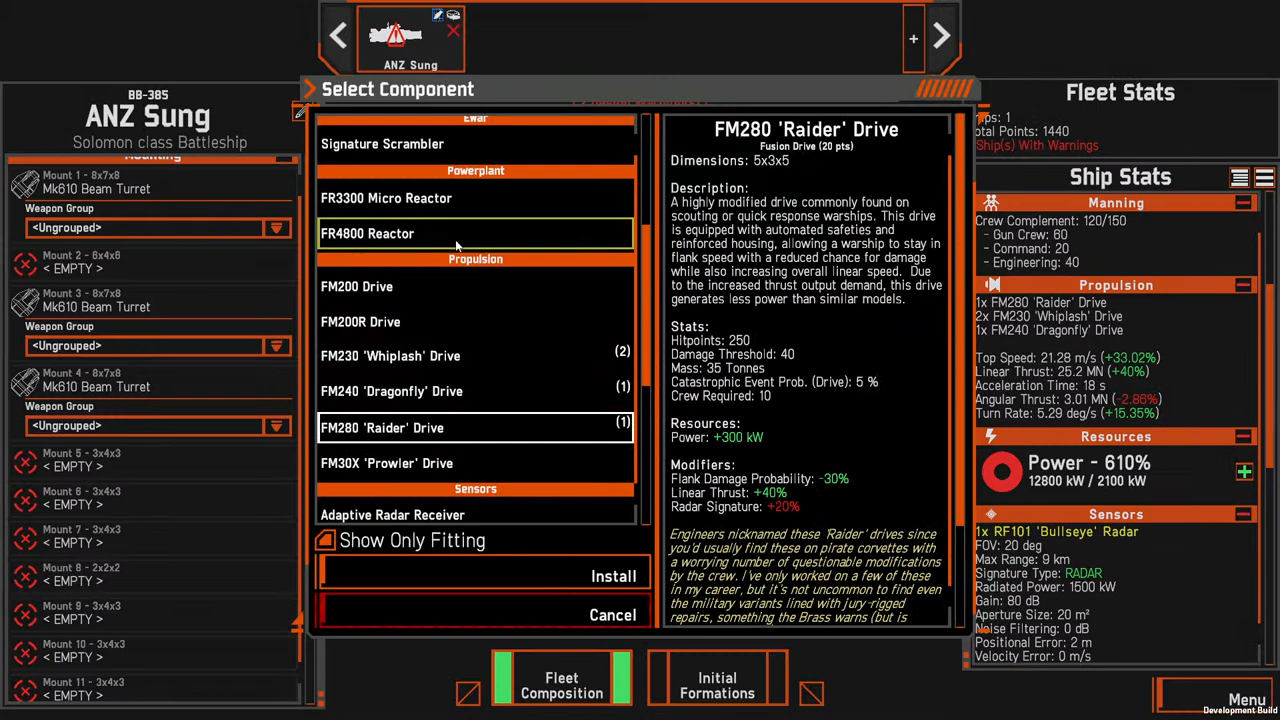 ANZ Sung
BB-385
ANZ Sung
Solomon class Battleship
Mounting
Mount 1 - 8x7x8
Mk610 Beam Turret
Weapon Group
<Ungrouped>
Mount 2 - 6x4x6
< EMPTY >
Mount 3 - 8x7x8
Mk610 Beam Turret
Weapon Group
<Ungrouped>
Mount 4 - 8x7x8
Mk610 Beam Turret
Weapon Group
<Ungrouped>
Mount 5 - 3x4x3
< EMPTY >
Mount 6 - 3x4x3
< EMPTY >
Mount 7 - 3x4x3
< EMPTY >
Mount 8 - 2x2x2
< EMPTY >
Mount 9 - 3x4x3
< EMPTY >
Mount 10 - 3x4x3
< EMPTY >
Mount 11 - 3x4x3
< EMPTY >
Select Component
Ewar
Signature Scrambler
Powerplant
FR3300 Micro Reactor
FR4800 Reactor
Propulsion
FM200 Drive
FM200R Drive
FM230 'Whiplash' Drive (2)
FM240 'Dragonfly' Drive (1)
FM280 'Raider' Drive (1)
FM30X 'Prowler' Drive
Sensors
Adaptive Radar Receiver
Show Only Fitting
Install
Cancel
FM280 'Raider' Drive
Fusion Drive (20 pts)
Dimensions: 5x3x5
Description:
A highly modified drive commonly found on
scouting or quick response warships. This drive
is equipped with automated safeties and
reinforced housing, allowing a warship to stay in
flank speed with a reduced chance for damage
while also increasing overall linear speed. Due
to the increased thrust output demand, this drive
generates less power than similar models.
Stats:
Hitpoints: 250
Damage Threshold: 40
Mass: 35 Tonnes
Catastrophic Event Prob. (Drive): 5 %
Crew Required: 10
Resources:
Power: +300 kW
Modifiers:
Flank Damage Probability: -30%
Linear Thrust: +40%
Radar Signature: +20%
Engineers nicknamed these 'Raider' drives since
you'd usually find these on pirate corvettes with
a worrying number of questionable modifications
by the crew. I've only worked on a few of these
in my career, but it's not uncommon to find even
the military variants lined with jury-rigged
repairs, something the Brass warns (but is
Fleet Stats
ips: 1
otal Points: 1440
Ship(s) With Warnings
Ship Stats
Manning
Crew Complement: 120/150
- Gun Crew: 60
- Command: 20
- Engineering: 40
Propulsion
1x FM280 'Raider' Drive
2x FM230 'Whiplash' Drive
1x FM240 'Dragonfly' Drive
Top Speed: 21.28 m/s (+33.02%)
Linear Thrust: 25.2 MN (+40%)
Acceleration Time: 18 s
Angular Thrust: 3.01 MN (-2.86%)
Turn Rate: 5.29 deg/s (+15.35%)
Resources
Power - 610%
12800 kW / 2100 kW
Sensors
1x RF101 'Bullseye' Radar
FOV: 20 deg
Max Range: 9 km
Signature Type: RADAR
Radiated Power: 1500 kW
Gain: 80 dB
Aperture Size: 20 m²
Noise Filtering: 0 dB
Positional Error: 2 m
Velocity Error: 0 m/s
Fleet
Composition
Initial
Formations
Menu
Development Build